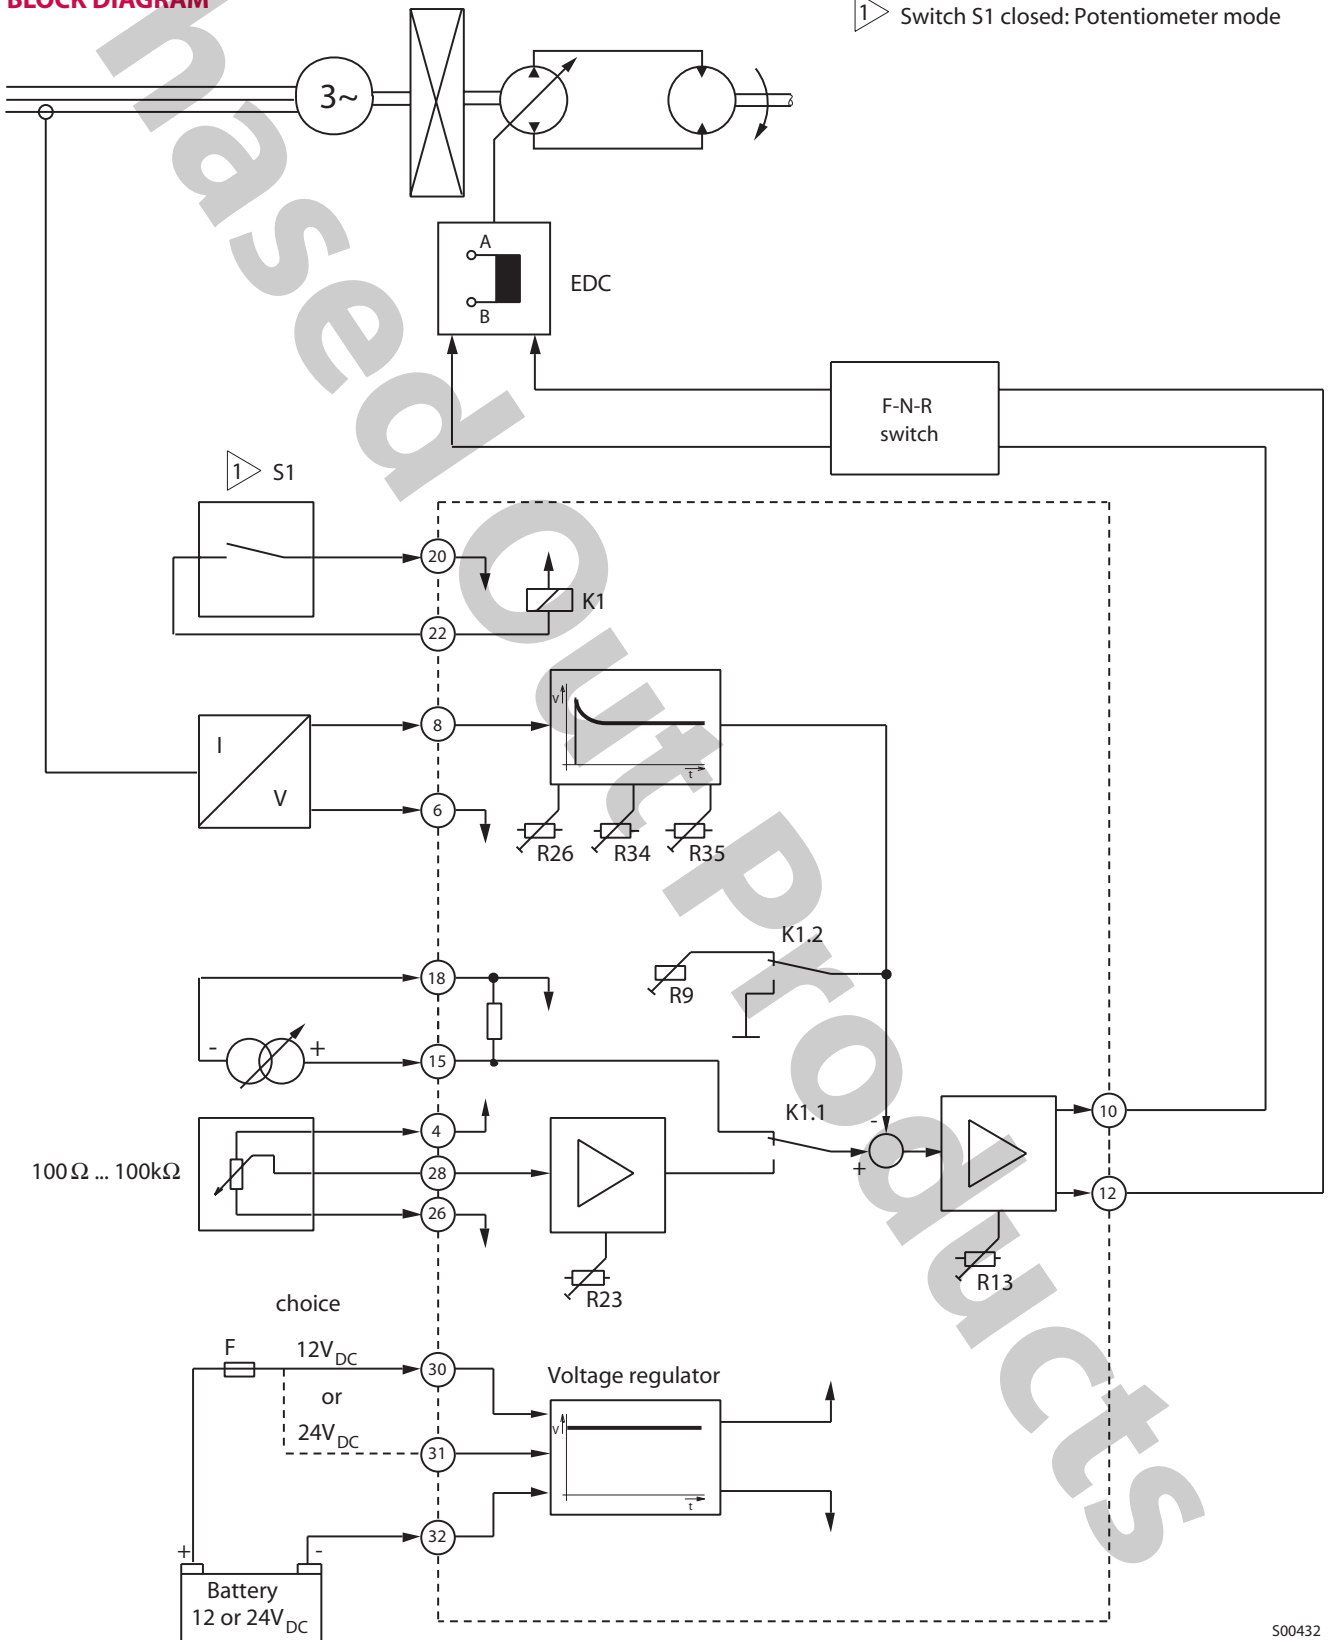 BLOCK DIAGRAM
1 Switch S1 closed: Potentiometer mode
3~
A
B
EDC
F-N-R
switch
1 S1
20
K1
22
I
V
8
V
t
6
R26
R34
R35
K1.2
R9
18
-
+
15
K1.1
-
+
10
4
100 Ω ... 100kΩ
28
26
12
R23
R13
choice
F
12VDC
30
Voltage regulator
or
24VDC
31
V
t
32
+
-
Battery
12 or 24VDC
S00432
hased Out Products